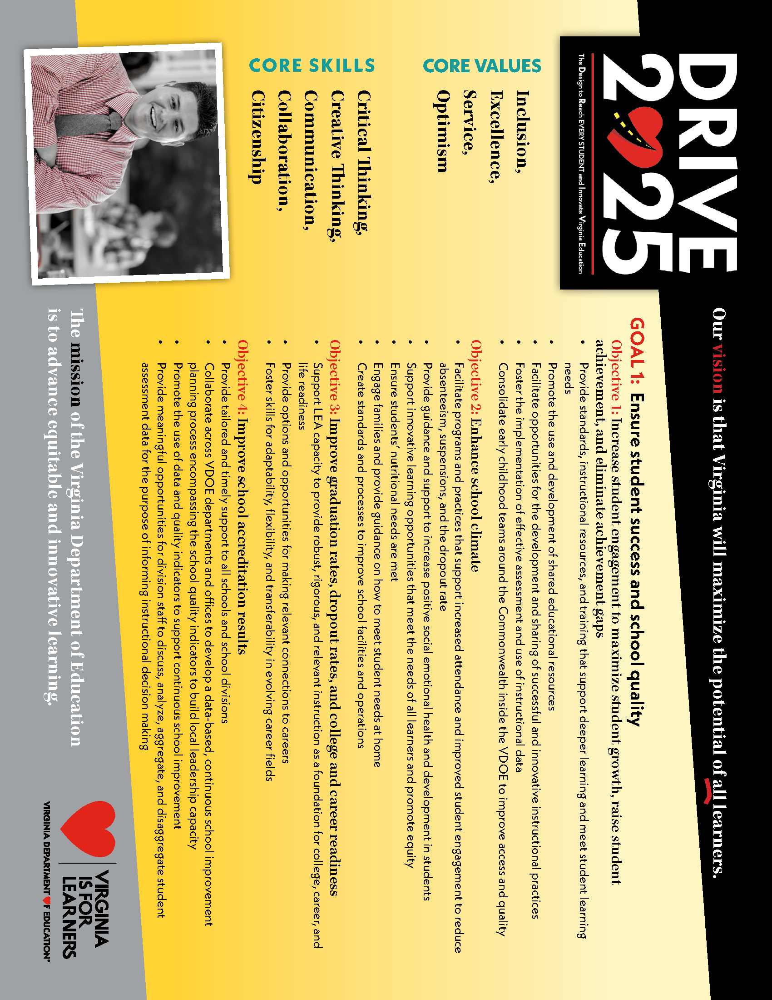 DRIVE
2025
The Design to Reach EVERY STUDENT and Innovate Virginia Education
Our vision is that Virginia will maximize the potential of all learners.
CORE VALUES
Inclusion,
Excellence,
Service,
Optimism
CORE SKILLS
Critical Thinking,
Creative Thinking,
Communication,
Collaboration,
Citizenship
GOAL 1: Ensure student success and school quality
Objective 1: Increase student engagement to maximize student growth, raise student
achievement, and eliminate achievement gaps
• Provide standards, instructional resources, and training that support deeper learning and meet student learning
needs
• Promote the use and development of shared educational resources
• Facilitate opportunities for the development and sharing of successful and innovative instructional practices
• Foster the implementation of effective assessment and use of instructional data
• Consolidate early childhood teams around the Commonwealth inside the VDOE to improve access and quality
Objective 2: Enhance school climate
• Facilitate programs and practices that support increased attendance and improved student engagement to reduce
absenteeism, suspensions, and the dropout rate
• Provide guidance and support to increase positive social emotional health and development in students
• Support innovative learning opportunities that meet the needs of all learners and promote equity
• Ensure students’ nutritional needs are met
• Engage families and provide guidance on how to meet student needs at home
• Create standards and processes to improve school facilities and operations
Objective 3: Improve graduation rates, dropout rates, and college and career readiness
• Support LEA capacity to provide robust, rigorous, and relevant instruction as a foundation for college, career, and
life readiness
• Provide options and opportunities for making relevant connections to careers
• Foster skills for adaptability, flexibility, and transferability in evolving career fields
Objective 4: Improve school accreditation results
• Provide tailored and timely support to all schools and school divisions
• Collaborate across VDOE departments and offices to develop a data-based, continuous school improvement
planning process encompassing the school quality indicators to build local leadership capacity
• Promote the use of data and quality indicators to support continuous school improvement
• Provide meaningful opportunities for division staff to discuss, analyze, aggregate, and disaggregate student
assessment data for the purpose of informing instructional decision making
The mission of the Virginia Department of Education
is to advance equitable and innovative learning.
VIRGINIA
IS FOR
LEARNERS
VIRGINIA DEPARTMENT OF EDUCATION